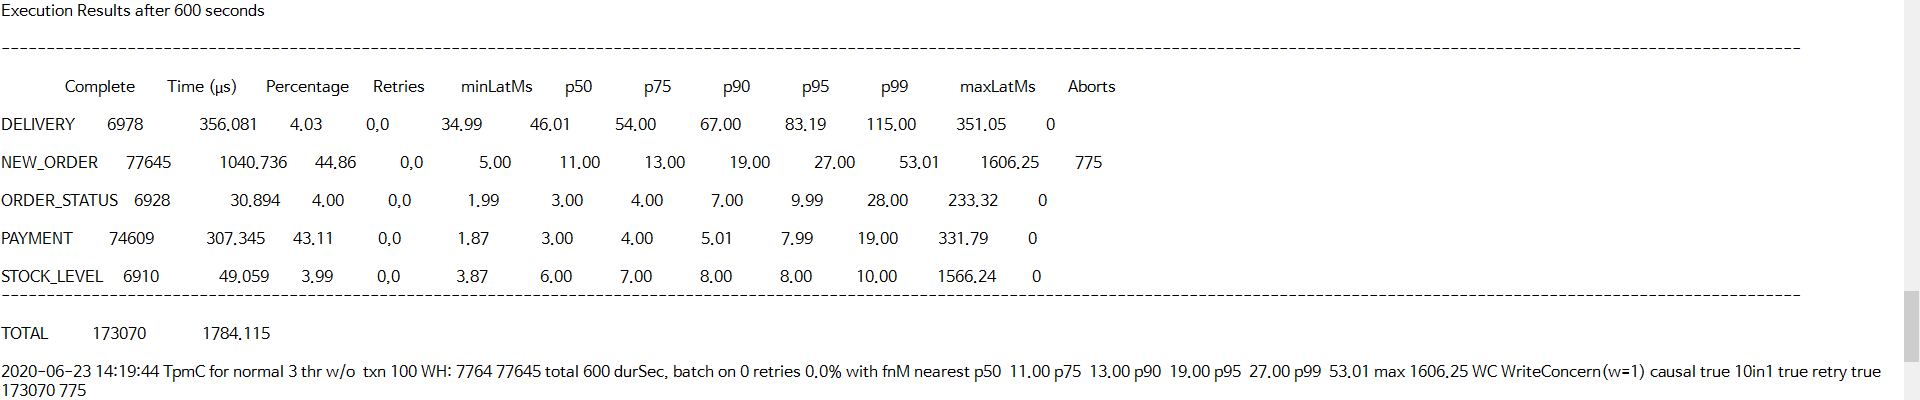 Execution Results after 600 seconds
------------------------------------------------------------------------------------------------------------------------------------------------------------------------------------------------
Complete Time (µs) Percentage Retries minLatMs p50 p75 p90 p95 p99 maxLatMs Aborts
DELIVERY 6978 356.081 4.03 0,0 34.99 46.01 54.00 67.00 83.19 115.00 351.05 0
NEW_ORDER 77645 1040.736 44.86 0,0 5.00 11.00 13.00 19.00 27.00 53.01 1606.25 775
ORDER_STATUS 6928 30.894 4.00 0,0 1.99 3.00 4.00 7.00 9.99 28.00 233.32 0
PAYMENT 74609 307.345 43.11 0,0 1.87 3.00 4.00 5.01 7.99 19.00 331.79 0
STOCK_LEVEL 6910 49.059 3.99 0,0 3.87 6.00 7.00 8.00 8.00 10.00 1566.24 0
------------------------------------------------------------------------------------------------------------------------------------------------------------------------------------------------
TOTAL 173070 1784.115
2020-06-23 14:19:44 TpmC for normal 3 thr w/o txn 100 WH: 7764 77645 total 600 durSec, batch on 0 retries 0.0% with fnM nearest p50 11.00 p75 13.00 p90 19.00 p95 27.00 p99 53.01 max 1606.25 WC WriteConcern(w=1) causal true 10in1 true retry true
173070 775